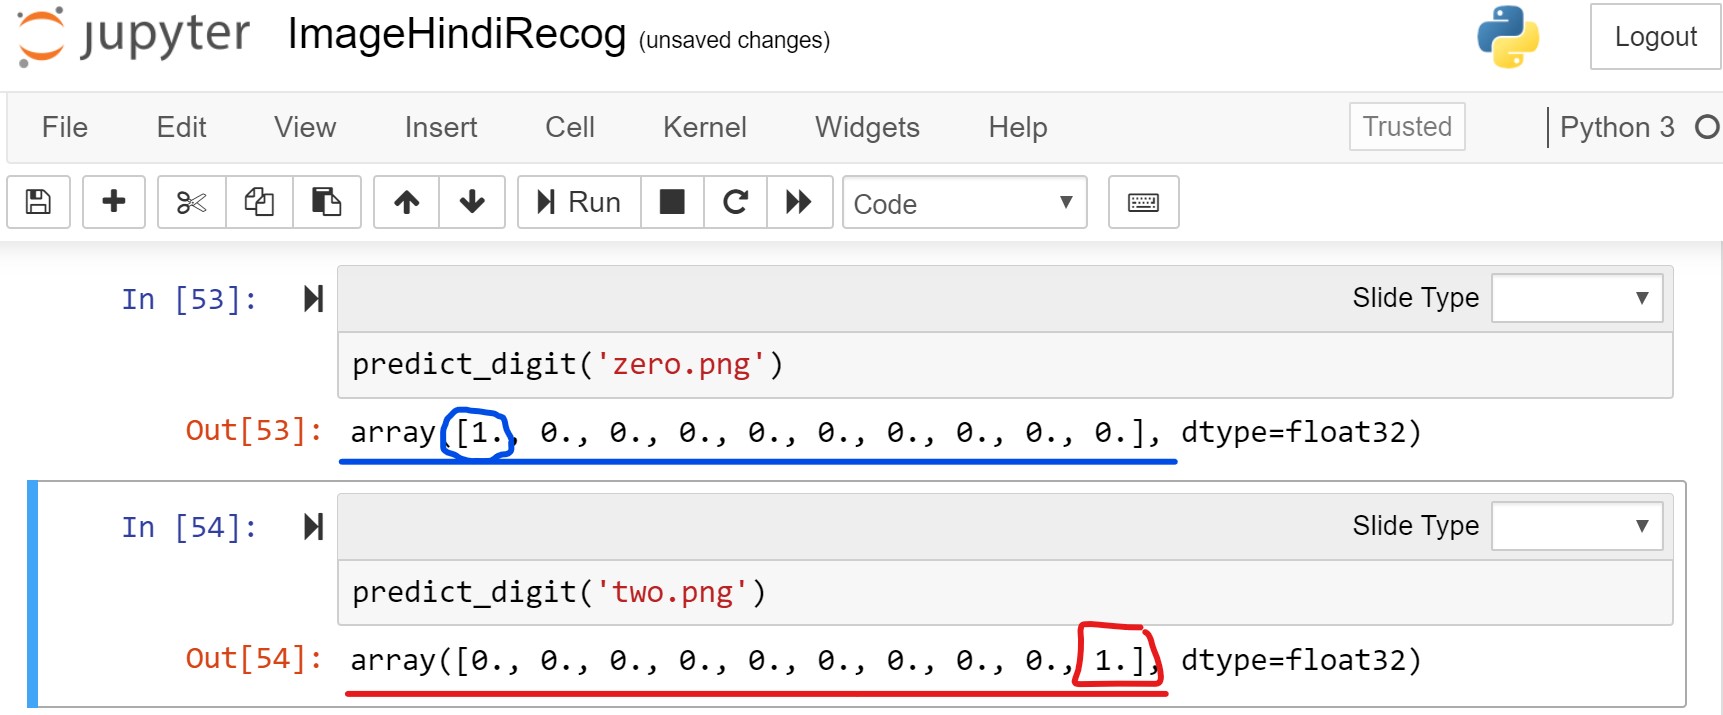 jupyter ImageHindiRecog (unsaved changes) Logout
File Edit View Insert Cell Kernel Widgets Help Trusted Python 3
Run Code
In [53]: Slide Type
predict_digit('zero.png')
Out[53]: array([1., 0., 0., 0., 0., 0., 0., 0., 0., 0.], dtype=float32)
In [54]: Slide Type
predict_digit('two.png')
Out[54]: array([0., 0., 0., 0., 0., 0., 0., 0., 0., 1.], dtype=float32)